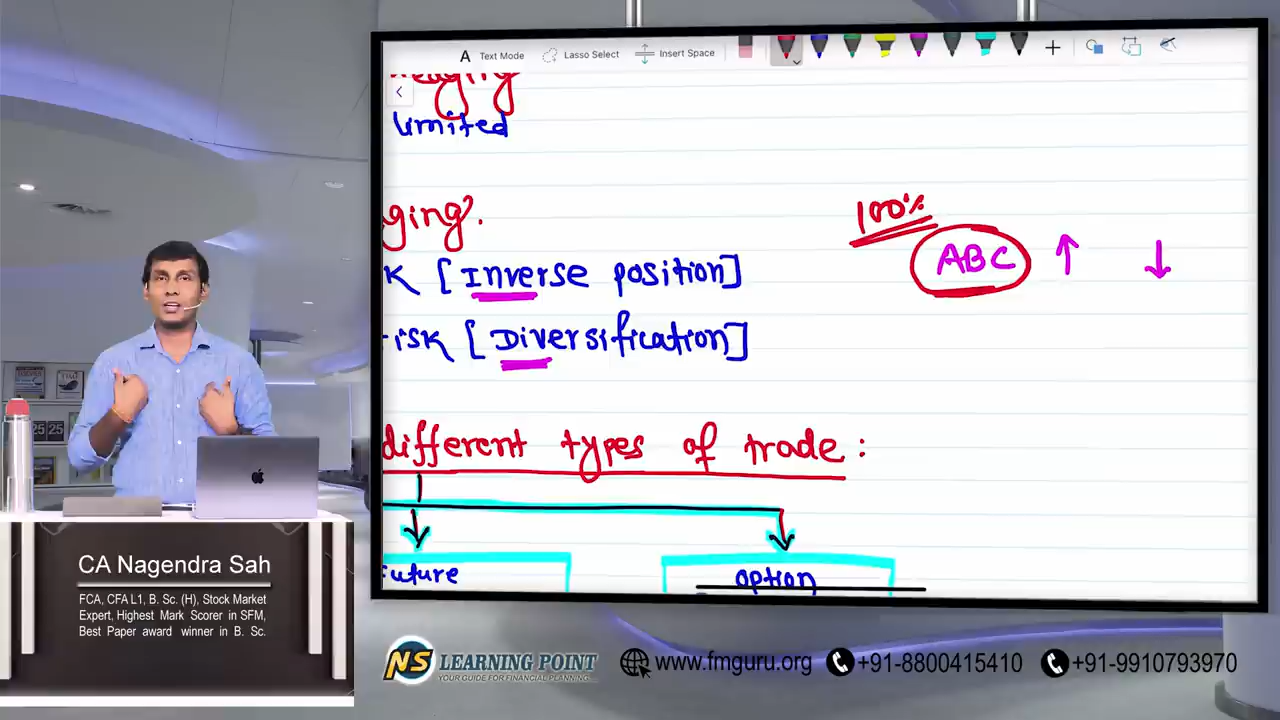 Text Mode
Lasso Select
Insert Space
limited
ging.
K [Inverse position]
risk [Diversification]
100%
ABC ↑ ↓
different types of trade:
Future
option
CA Nagendra Sah
FCA, CFA L1, B. Sc. (H), Stock Market
Expert, Highest Mark Scorer in SFM,
Best Paper award winner in B. Sc.
NS LEARNING POINT
YOUR GUIDE FOR FINANCIAL PLANNING...
www.fmguru.org
+91-8800415410
+91-9910793970